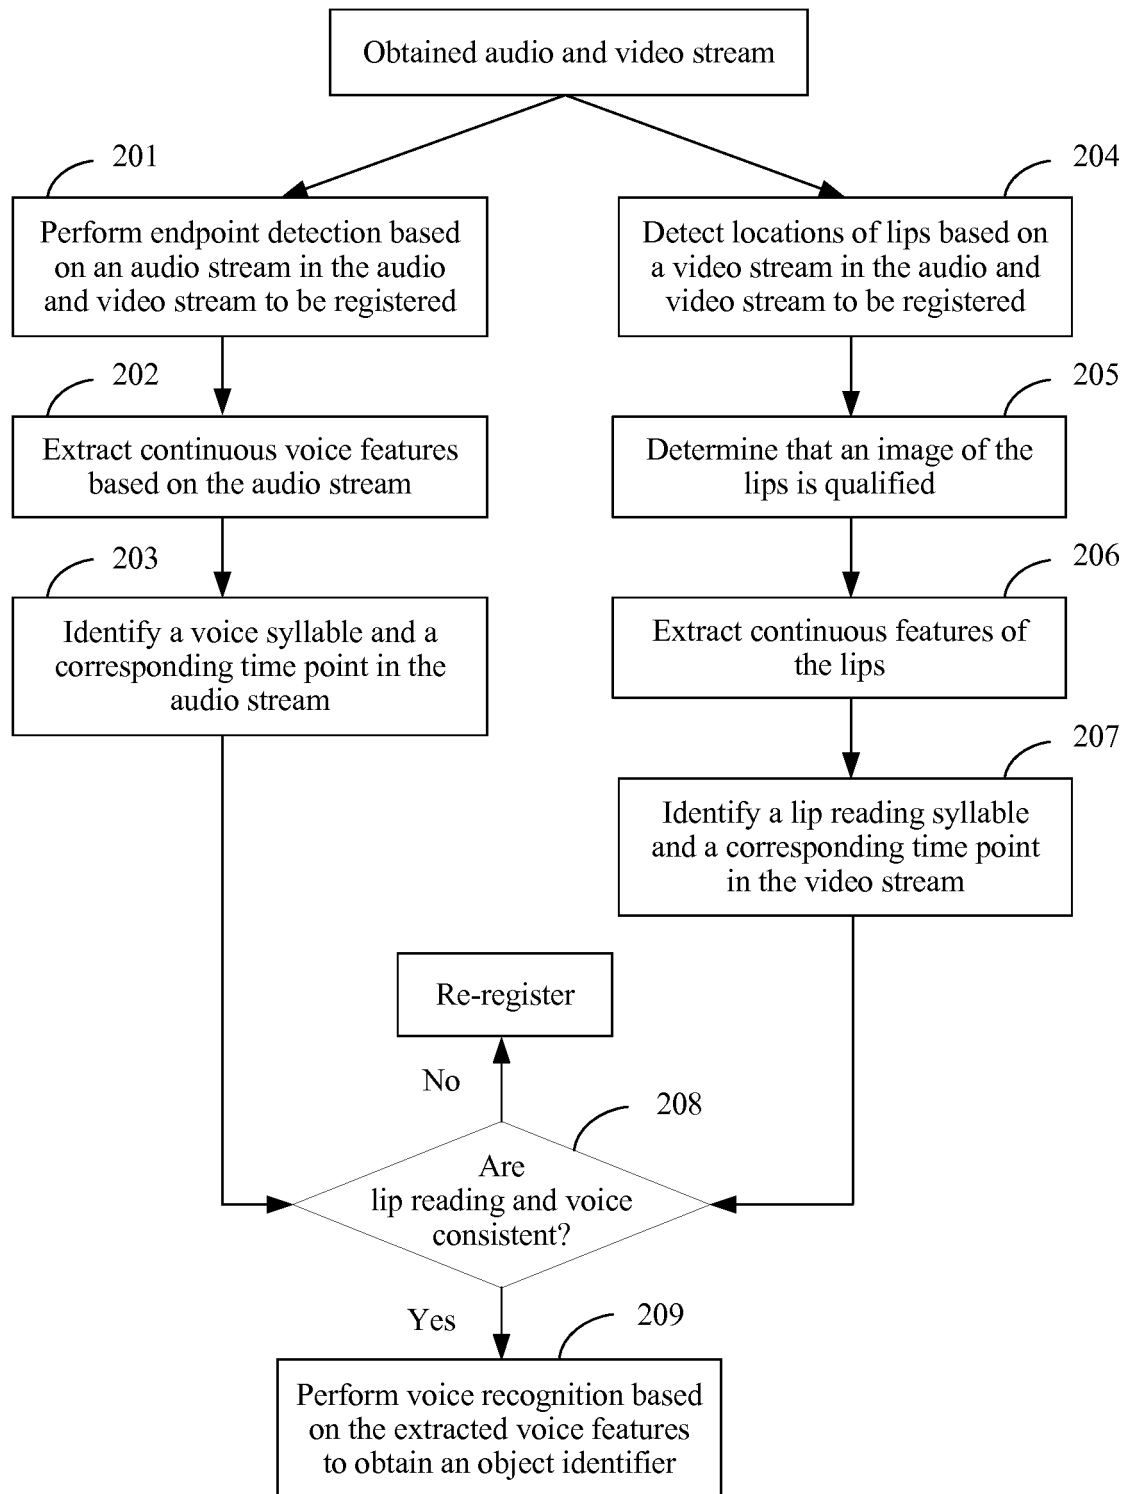 Obtained audio and video stream
201
Perform endpoint detection based
on an audio stream in the audio
and video stream to be registered
202
Extract continuous voice features
based on the audio stream
203
Identify a voice syllable and a
corresponding time point in the
audio stream
204
Detect locations of lips based on
a video stream in the audio and
video stream to be registered
205
Determine that an image of the
lips is qualified
206
Extract continuous features of
the lips
207
Identify a lip reading syllable
and a corresponding time point
in the video stream
Re-register
No
208
Are
lip reading and voice
consistent?
Yes
209
Perform voice recognition based
on the extracted voice features
to obtain an object identifier